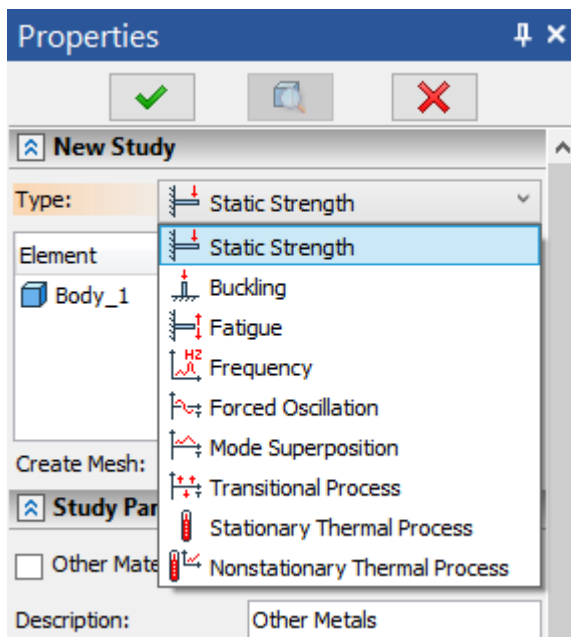 Properties
New Study
Type:
Static Strength
Element
Static Strength
Body_1
Buckling
Fatigue
HZ
Frequency
Forced Oscillation
Mode Superposition
Create Mesh:
Transitional Process
Study Par
Stationary Thermal Process
Other Mate
Nonstationary Thermal Process
Description:
Other Metals